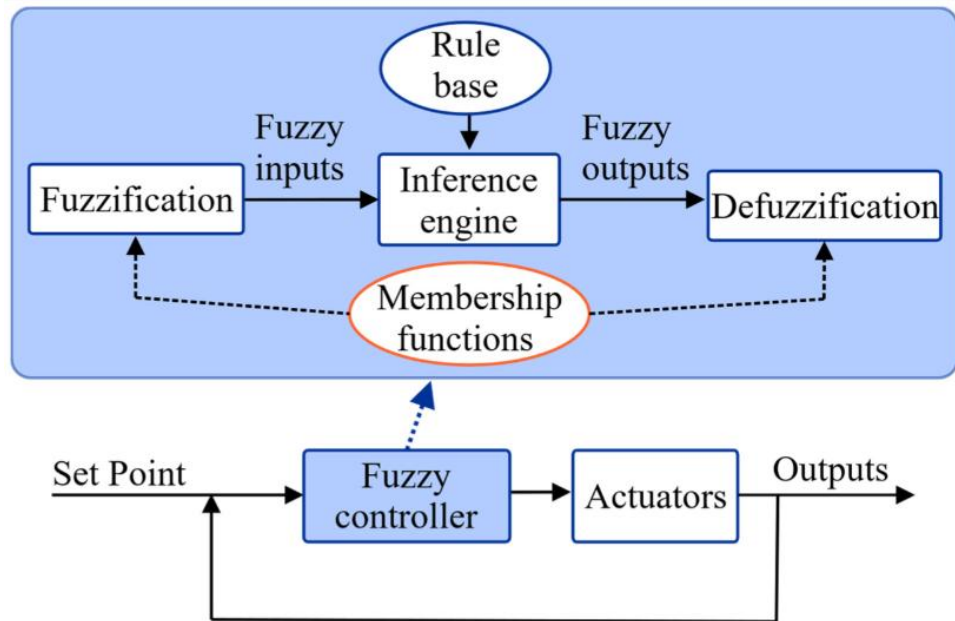 Rule
base
Fuzzy
inputs
Fuzzy
outputs
Fuzzification
Inference
engine
Defuzzification
Membership
functions
Set Point
Fuzzy
controller
Actuators
Outputs